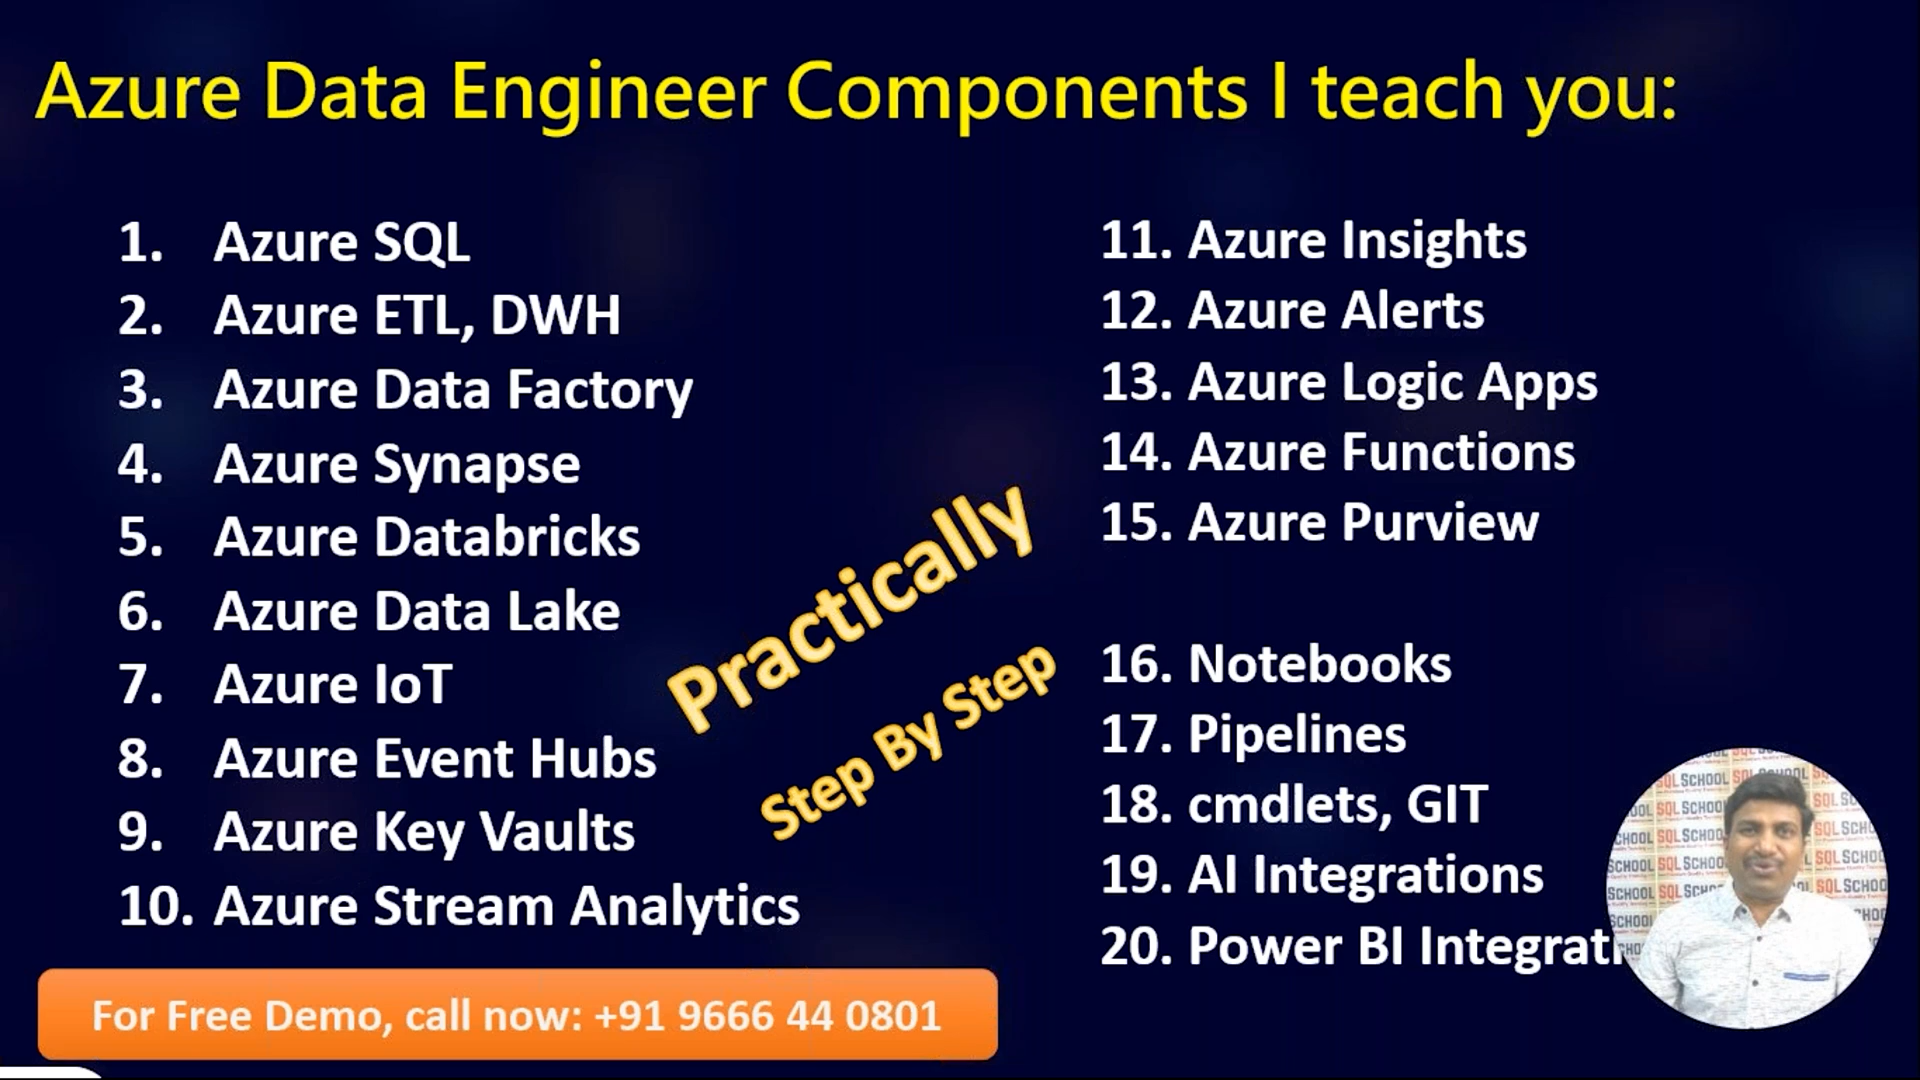 Azure Data Engineer Components I teach you:
1. Azure SQL
2. Azure ETL, DWH
3. Azure Data Factory
4. Azure Synapse
5. Azure Databricks
6. Azure Data Lake
7. Azure IoT
8. Azure Event Hubs
9. Azure Key Vaults
10. Azure Stream Analytics
Practically
Step By Step
11. Azure Insights
12. Azure Alerts
13. Azure Logic Apps
14. Azure Functions
15. Azure Purview
16. Notebooks
17. Pipelines
18. cmdlets, GIT
19. AI Integrations
20. Power BI
For Free Demo, call now: +91 9666 44 0801
SQL SCHOOL